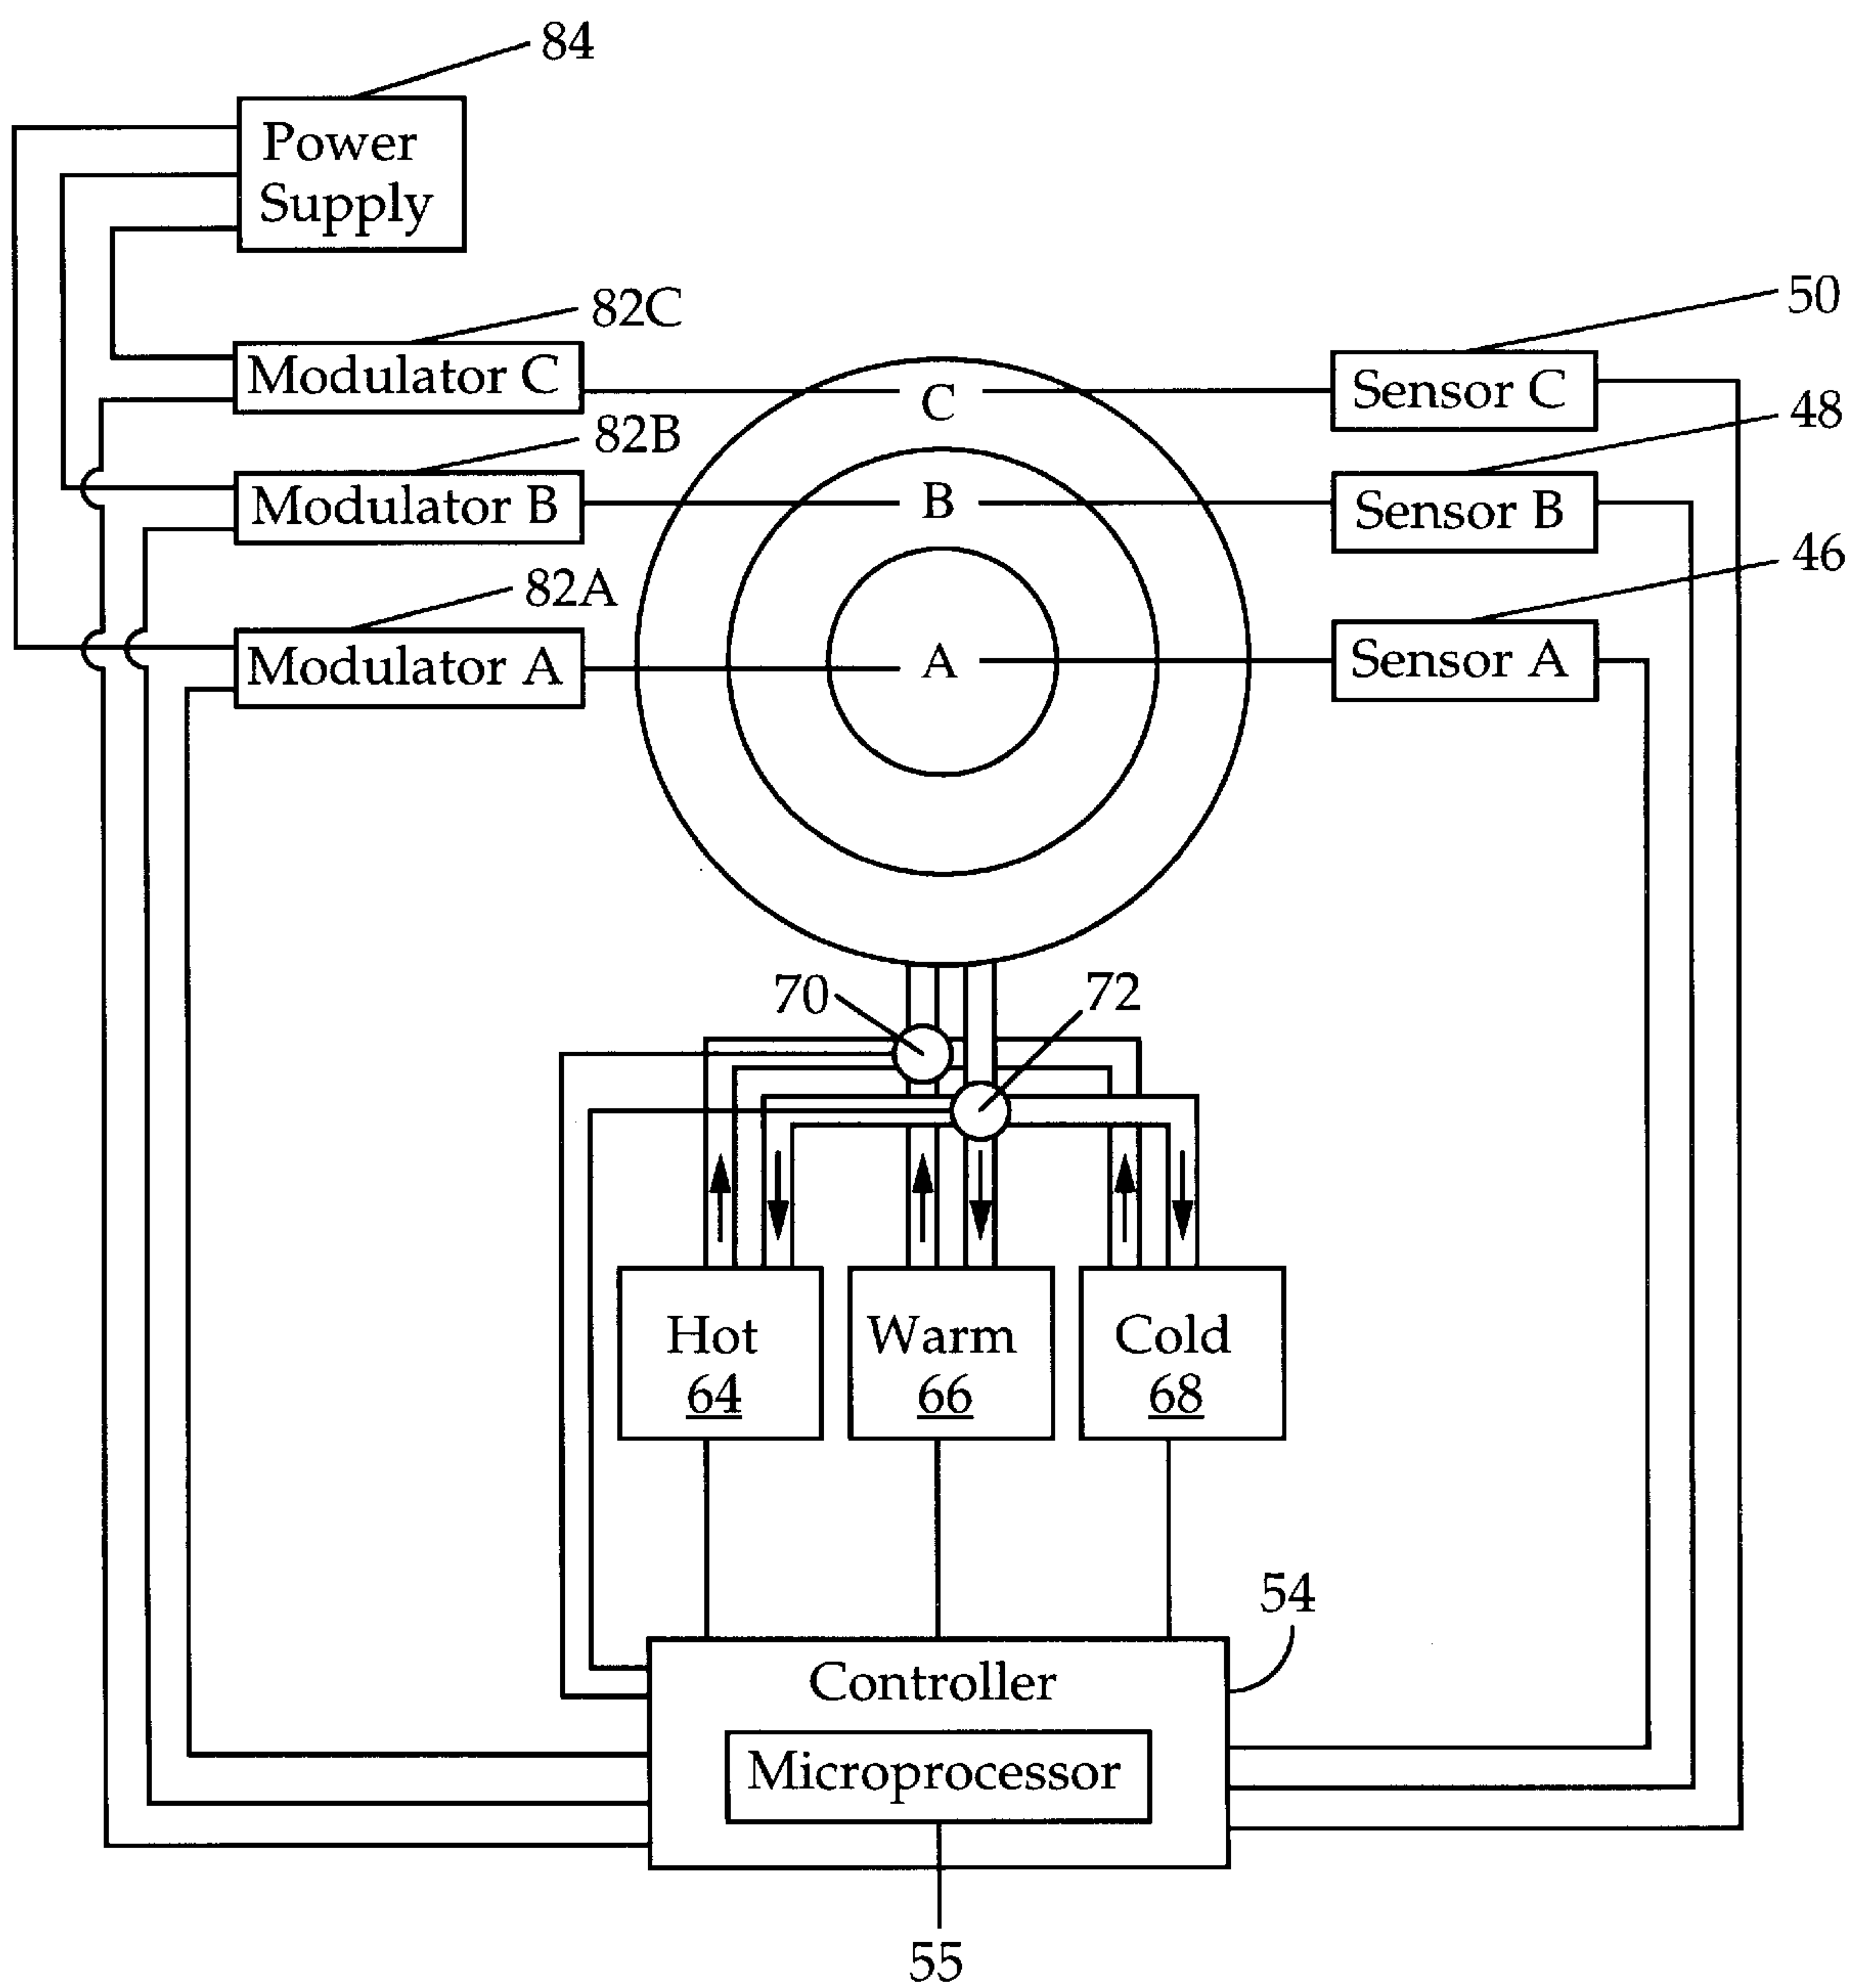 84
Power
Supply
82C
50
Modulator C
C
Sensor C
82B
48
Modulator B
B
Sensor B
82A
46
Modulator A
A
Sensor A
70
72
Hot
64
Warm
66
Cold
68
54
Controller
Microprocessor
55